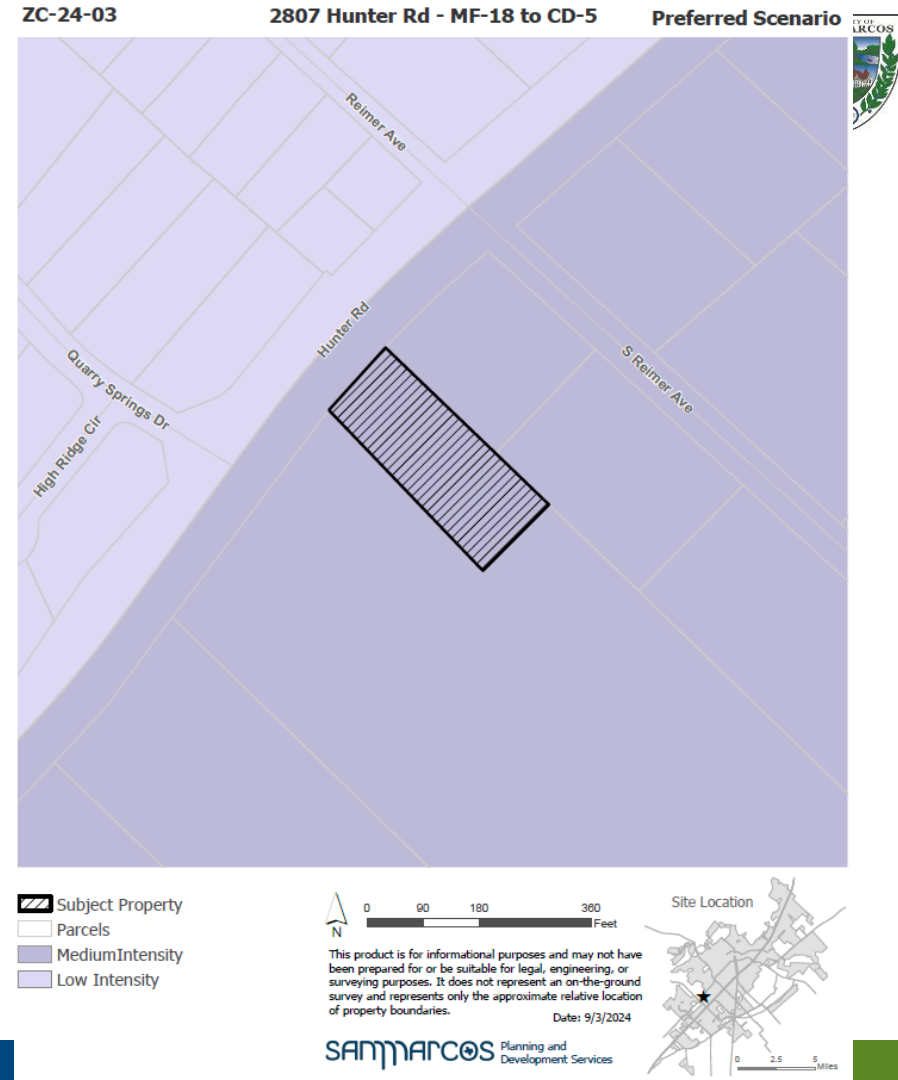 ZC-24-03
2807 Hunter Rd - MF-18 to CD-5
Preferred Scenario
ARCOS
Reimer Ave
Hunter Rd
S Reimer Ave
Quarry Springs Dr
High Ridge Cir
Subject Property
Parcels
MediumIntensity
Low Intensity
N
0 90 180 360
Feet
This product is for informational purposes and may not have
been prepared for or be suitable for legal, engineering, or
surveying purposes. It does not represent an on-the-ground
survey and represents only the approximate relative location
of property boundaries.
Date: 9/3/2024
SANMARCOS
Planning and
Development Services
Site Location
0 2.5 5
Miles